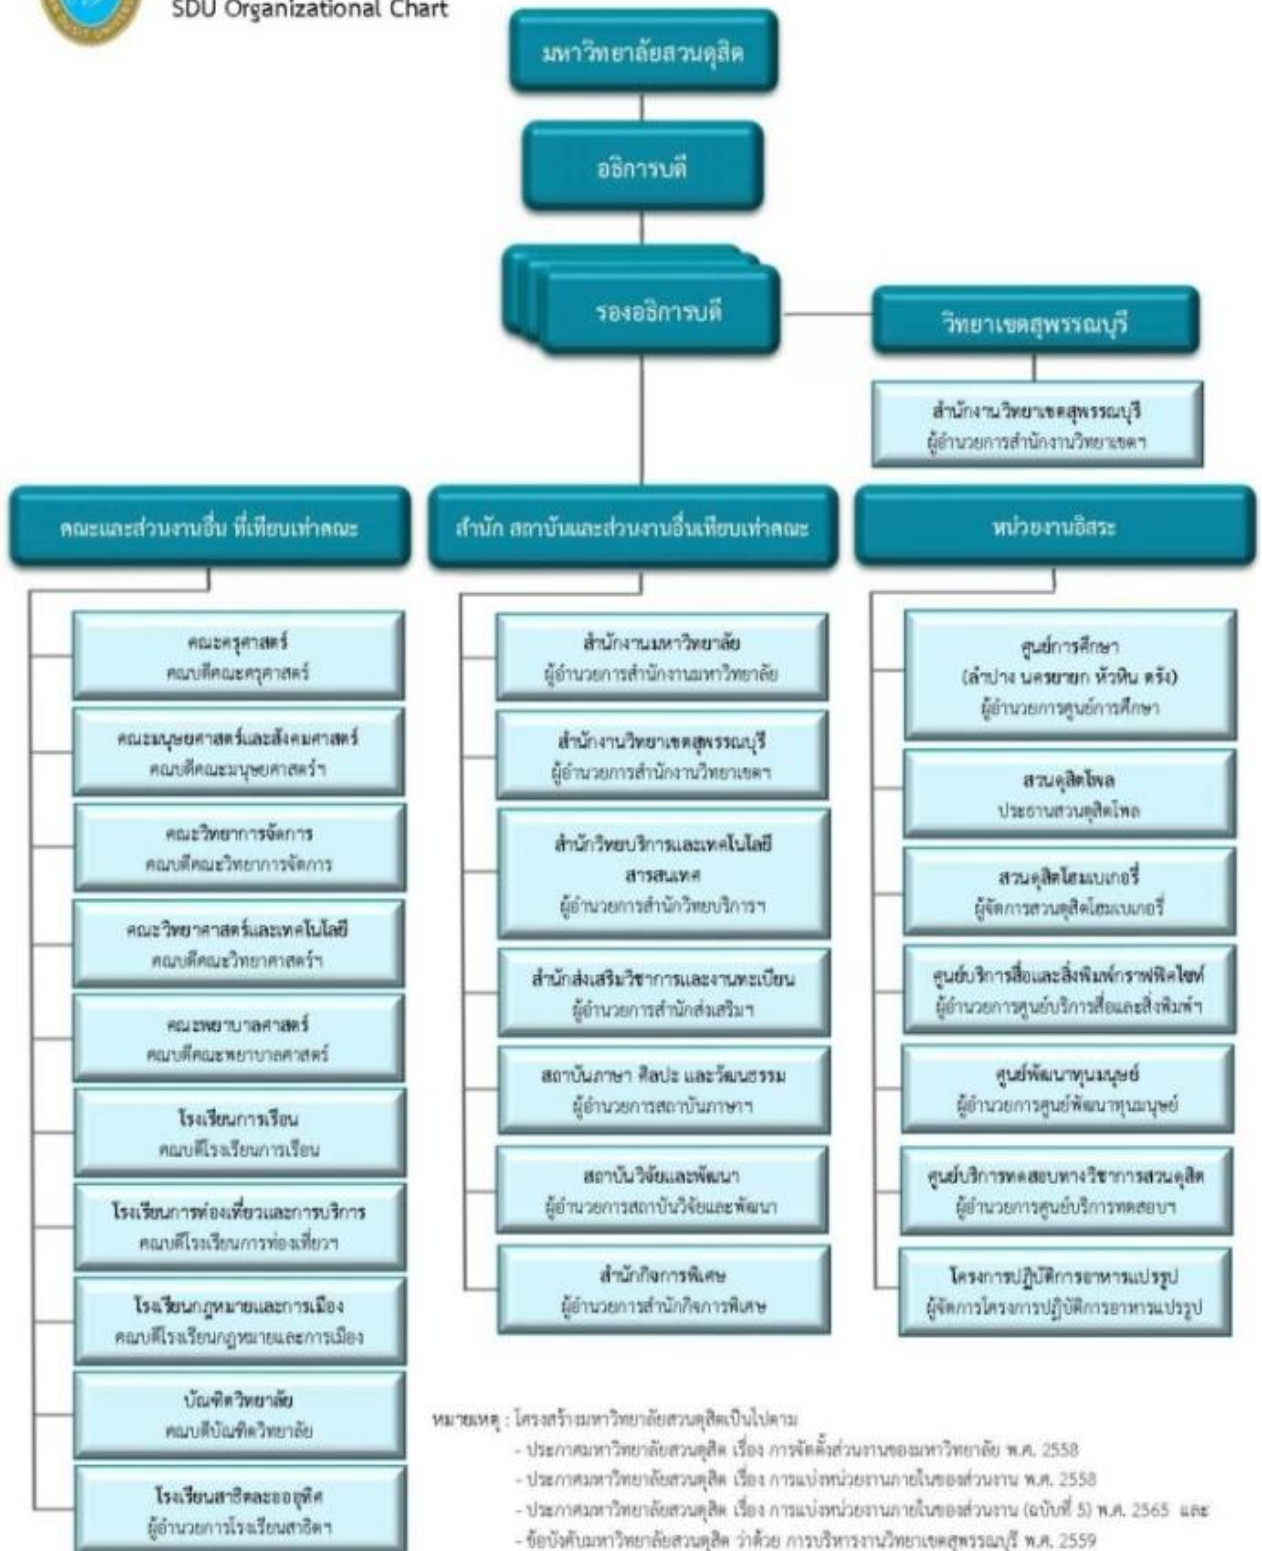 SDU Organizational Chart
มหาวิทยาลัยสวนดุสิต
อธิการบดี
รองอธิการบดี
วิทยาเขตสุพรรณบุรี
สำนักงานวิทยาเขตสุพรรณบุรี
ผู้อำนวยการสำนักงานวิทยาเขตฯ
คณะและส่วนงานอื่น ที่เทียบเท่าคณะ
คณะครุศาสตร์
คณบดีคณะครุศาสตร์
คณะมนุษยศาสตร์และสังคมศาสตร์
คณบดีคณะมนุษยศาสตร์ฯ
คณะวิทยาการจัดการ
คณบดีคณะวิทยาการจัดการ
คณะวิทยาศาสตร์และเทคโนโลยี
คณบดีคณะวิทยาศาสตร์ฯ
คณะพยาบาลศาสตร์
คณบดีคณะพยาบาลศาสตร์
โรงเรียนการเรือน
คณบดีโรงเรียนการเรือน
โรงเรียนการท่องเที่ยวและการบริการ
คณบดีโรงเรียนการท่องเที่ยวฯ
โรงเรียนกฎหมายและการเมือง
คณบดีโรงเรียนกฎหมายและการเมือง
บัณฑิตวิทยาลัย
คณบดีบัณฑิตวิทยาลัย
โรงเรียนสาธิตละอออุทิศ
ผู้อำนวยการโรงเรียนสาธิตฯ
สำนัก สถาบันและส่วนงานอื่นเทียบเท่าคณะ
สำนักงานมหาวิทยาลัย
ผู้อำนวยการสำนักงานมหาวิทยาลัย
สำนักงานวิทยาเขตสุพรรณบุรี
ผู้อำนวยการสำนักงานวิทยาเขตฯ
สำนักวิทยบริการและเทคโนโลยี
สารสนเทศ
ผู้อำนวยการสำนักวิทยบริการฯ
สำนักส่งเสริมวิชาการและงานทะเบียน
ผู้อำนวยการสำนักส่งเสริมฯ
สถาบันภาษา ศิลปะ และวัฒนธรรม
ผู้อำนวยการสถาบันภาษาฯ
สถาบันวิจัยและพัฒนา
ผู้อำนวยการสถาบันวิจัยและพัฒนา
สำนักกิจการพิเศษ
ผู้อำนวยการสำนักกิจการพิเศษ
หน่วยงานอิสระ
ศูนย์การศึกษา
(ลำปาง นครนายก หัวหิน ตรัง)
ผู้อำนวยการศูนย์การศึกษา
สวนดุสิตโพล
ประธานสวนดุสิตโพล
สวนดุสิตโฮมเบเกอรี่
ผู้จัดการสวนดุสิตโฮมเบเกอรี่
ศูนย์บริการสื่อและสิ่งพิมพ์กราฟฟิคไซท์
ผู้อำนวยการศูนย์บริการสื่อและสิ่งพิมพ์ฯ
ศูนย์พัฒนาทุนมนุษย์
ผู้อำนวยการศูนย์พัฒนาทุนมนุษย์
ศูนย์บริการทดสอบทางวิชาการสวนดุสิต
ผู้อำนวยการศูนย์บริการทดสอบฯ
โครงการปฏิบัติการอาหารแปรรูป
ผู้จัดการโครงการปฏิบัติการอาหารแปรรูป
หมายเหตุ : โครงสร้างมหาวิทยาลัยสวนดุสิตเป็นไปตาม
- ประกาศมหาวิทยาลัยสวนดุสิต เรื่อง การจัดตั้งส่วนงานของมหาวิทยาลัย พ.ศ. 2558
- ประกาศมหาวิทยาลัยสวนดุสิต เรื่อง การแบ่งหน่วยงานภายในของส่วนงาน พ.ศ. 2558
- ประกาศมหาวิทยาลัยสวนดุสิต เรื่อง การแบ่งหน่วยงานภายในของส่วนงาน (ฉบับที่ 5) พ.ศ. 2565 และ
- ข้อบังคับมหาวิทยาลัยสวนดุสิต ว่าด้วย การบริหารงานวิทยาเขตสุพรรณบุรี พ.ศ. 2559